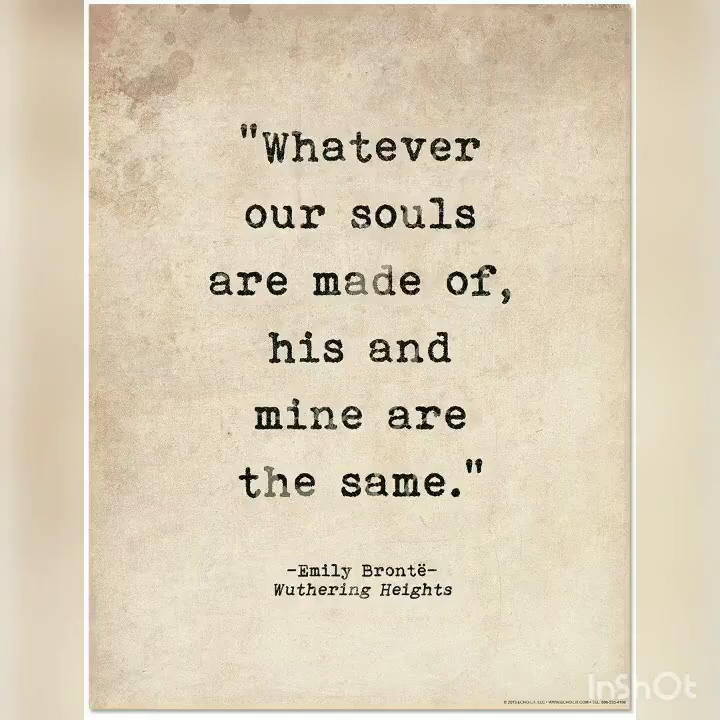 "Whatever
our souls
are made of,
his and
mine are
the same."
-Emily Brontë-
Wuthering Heights
InShOt